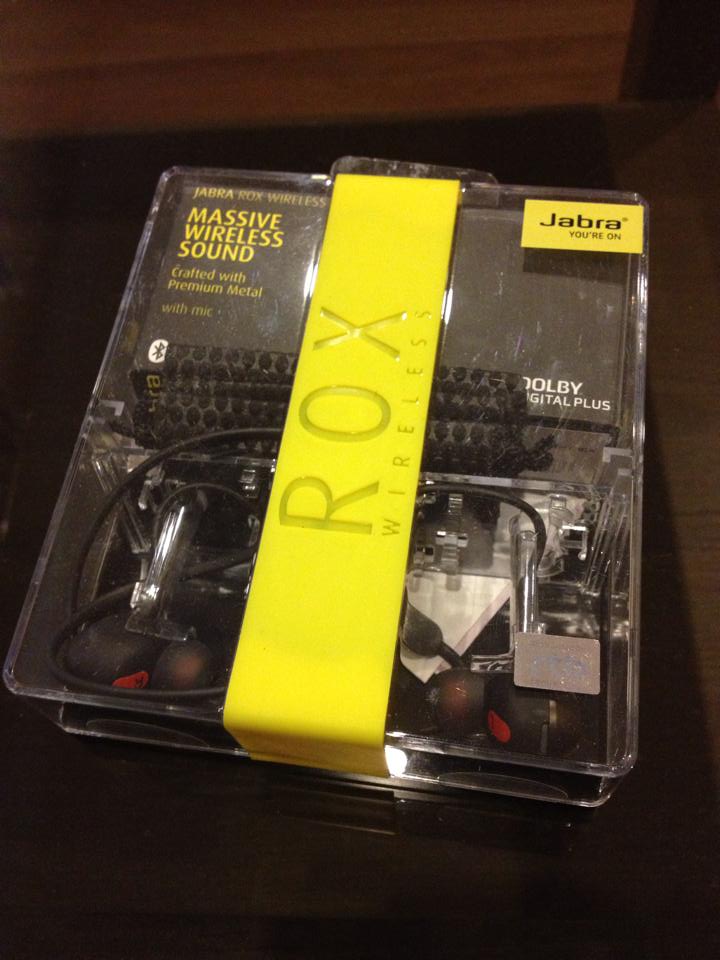 JABRA ROX WIRELESS
MASSIVE
WIRELESS
SOUND
Crafted with
Premium Metal
with mic
Jabra®
YOU'RE ON
ROX
WIRELESS
DOLBY
DIGITAL PLUS